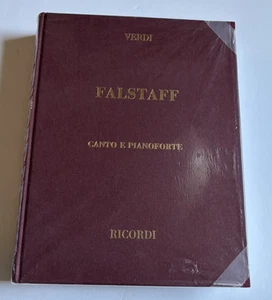 VERDI
FALSTAFF
CANTO E PIANOFORTE
RICORDI